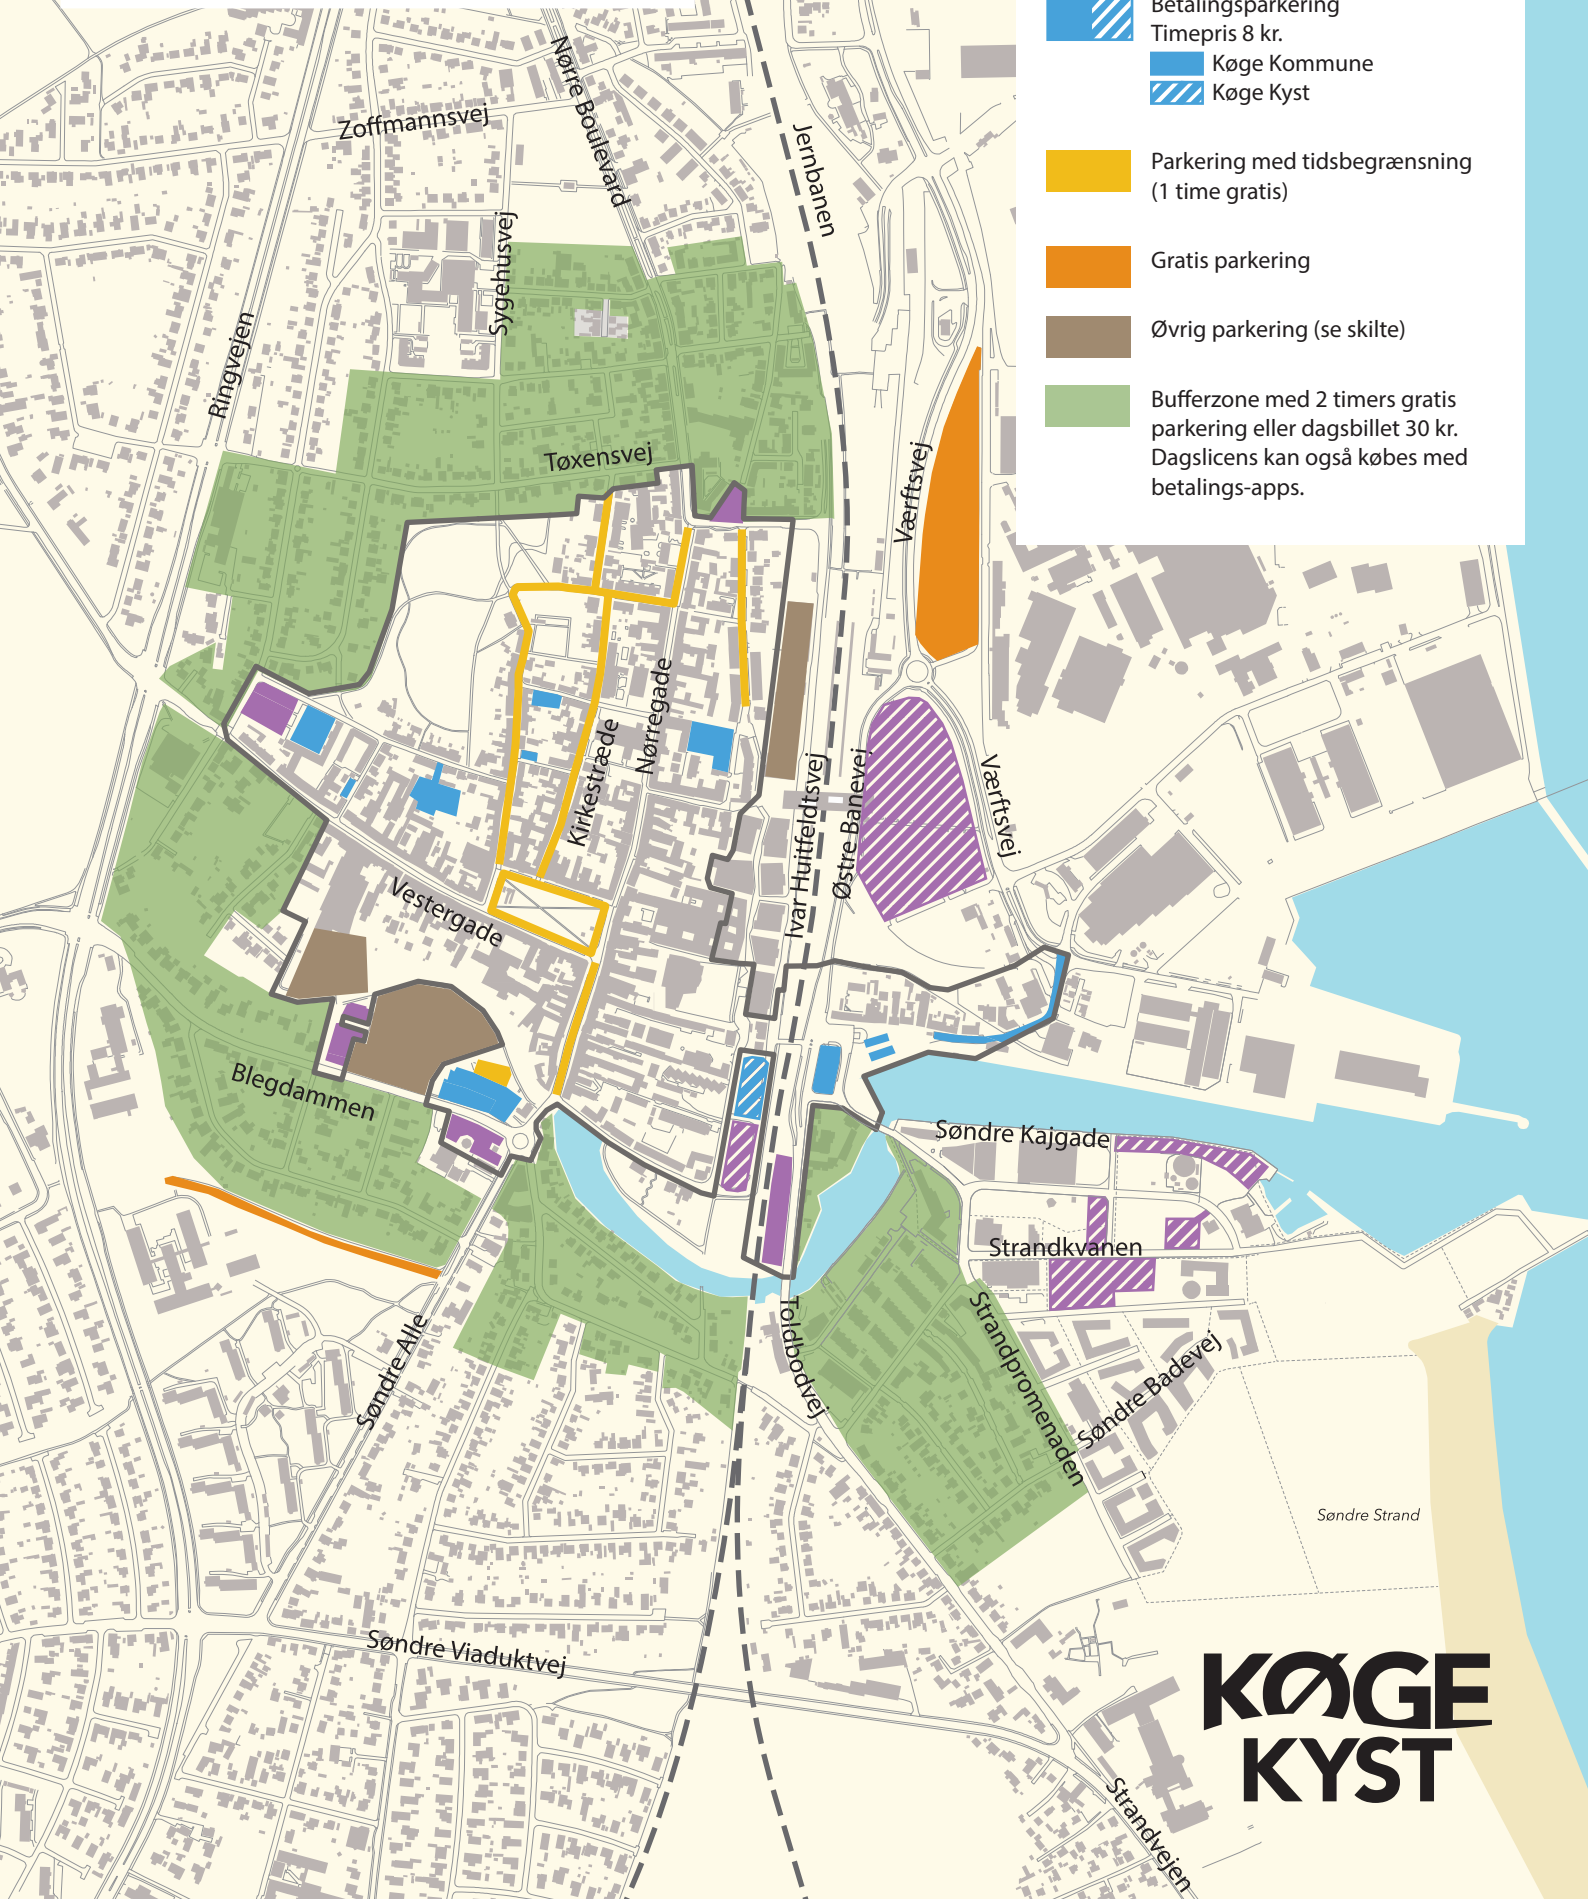 Betalingsparkering
Timepris 8 kr.
Køge Kommune
Køge Kyst
Parkering med tidsbegrænsning
(1 time gratis)
Gratis parkering
Øvrig parkering (se skilte)
Bufferzone med 2 timers gratis
parkering eller dagsbillet 30 kr.
Dagslicens kan også købes med
betalings-apps.
Nørre Boulevard
Zoffmannsvej
Jernbanen
Sygehusvej
Ringvejen
Tøxensvej
Værftsvej
Nørregade
Kirkestræde
Ivar Huitfeldtsvej
Østre Banevej
Værftsvej
Vestergade
Blegdammen
Søndre Kajgade
Strandkvanen
Søndre Alle
Toldbodvej
Strandpromenaden
Søndre Badevej
Søndre Strand
Søndre Viaduktvej
Strandvejen
KØGE
KYST